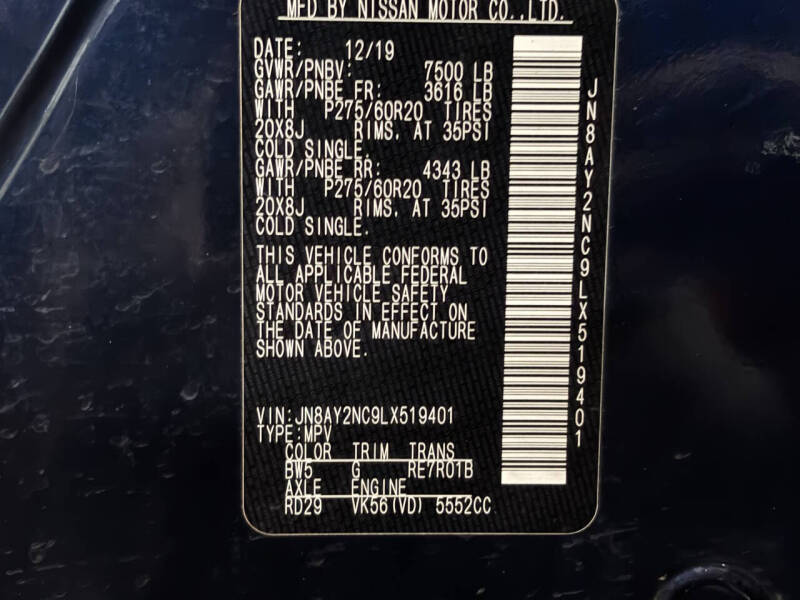 MFD BY NISSAN MOTOR CO.,LTD.
DATE: 12/19
GVWR/PNBV: 7500 LB
GAWR/PNBE FR: 3616 LB
WITH P275/60R20 TIRES
20X8J RIMS. AT 35PSI
COLD SINGLE.
GAWR/PNBE RR: 4343 LB
WITH P275/60R20 TIRES
20X8J RIMS. AT 35PSI
COLD SINGLE.
THIS VEHICLE CONFORMS TO
ALL APPLICABLE FEDERAL
MOTOR VEHICLE SAFETY
STANDARDS IN EFFECT ON
THE DATE OF MANUFACTURE
SHOWN ABOVE.
VIN:JN8AY2NC9LX519401
TYPE:MPV
COLOR TRIM TRANS
BW5 G RE7R01B
AXLE ENGINE
RD29 VK56(VD) 5552CC
JN8AY2NC9LX519401